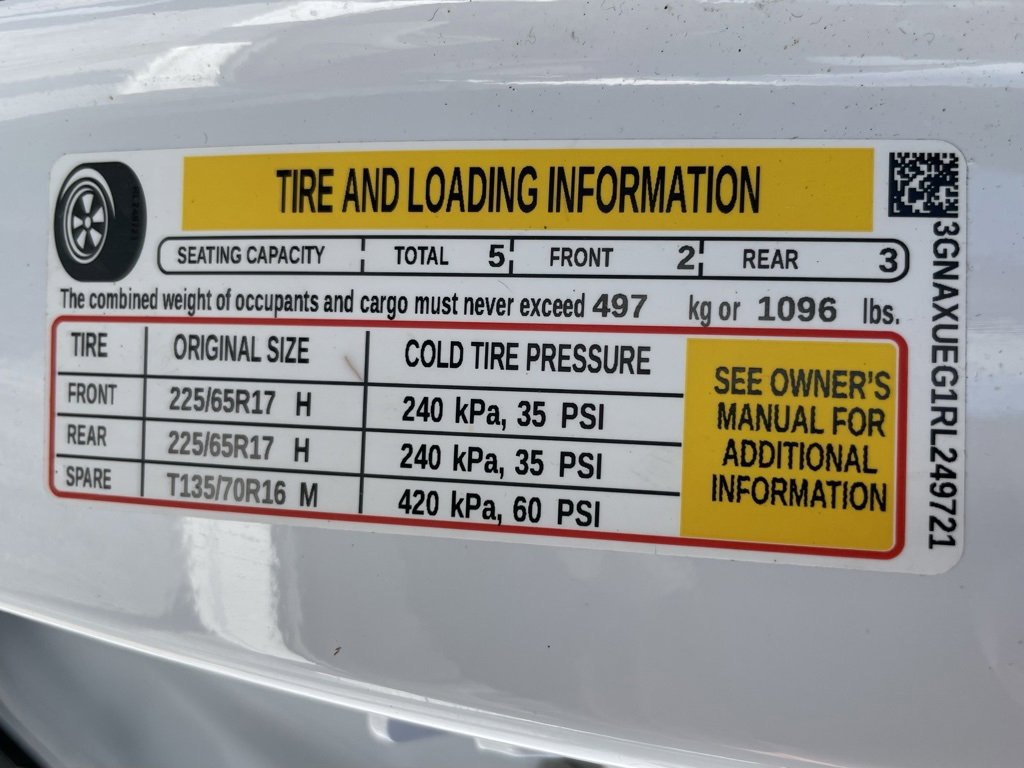 TIRE AND LOADING INFORMATION
SEATING CAPACITY TOTAL 5 FRONT 2 REAR 3
The combined weight of occupants and cargo must never exceed 497 kg or 1096 lbs.
TIRE ORIGINAL SIZE COLD TIRE PRESSURE
FRONT 225/65R17 H 240 kPa, 35 PSI
REAR 225/65R17 H 240 kPa, 35 PSI
SPARE T135/70R16 M 420 kPa, 60 PSI
SEE OWNER'S
MANUAL FOR
ADDITIONAL
INFORMATION
3GNAXUEG1RL249721